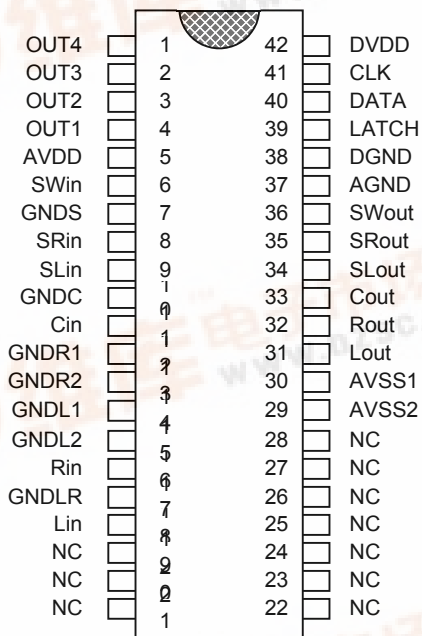 OUT4 1 42 DVDD
OUT3 2 41 CLK
OUT2 3 40 DATA
OUT1 4 39 LATCH
AVDD 5 38 DGND
SWin 6 37 AGND
GNDS 7 36 SWout
SRin 8 35 SRout
SLin 9 34 SLout
GNDC 10 33 Cout
Cin 11 32 Rout
GNDR1 12 31 Lout
GNDR2 13 30 AVSS1
GNDL1 14 29 AVSS2
GNDL2 15 28 NC
Rin 16 27 NC
GNDLR 17 26 NC
Lin 18 25 NC
NC 19 24 NC
NC 20 23 NC
NC 21 22 NC